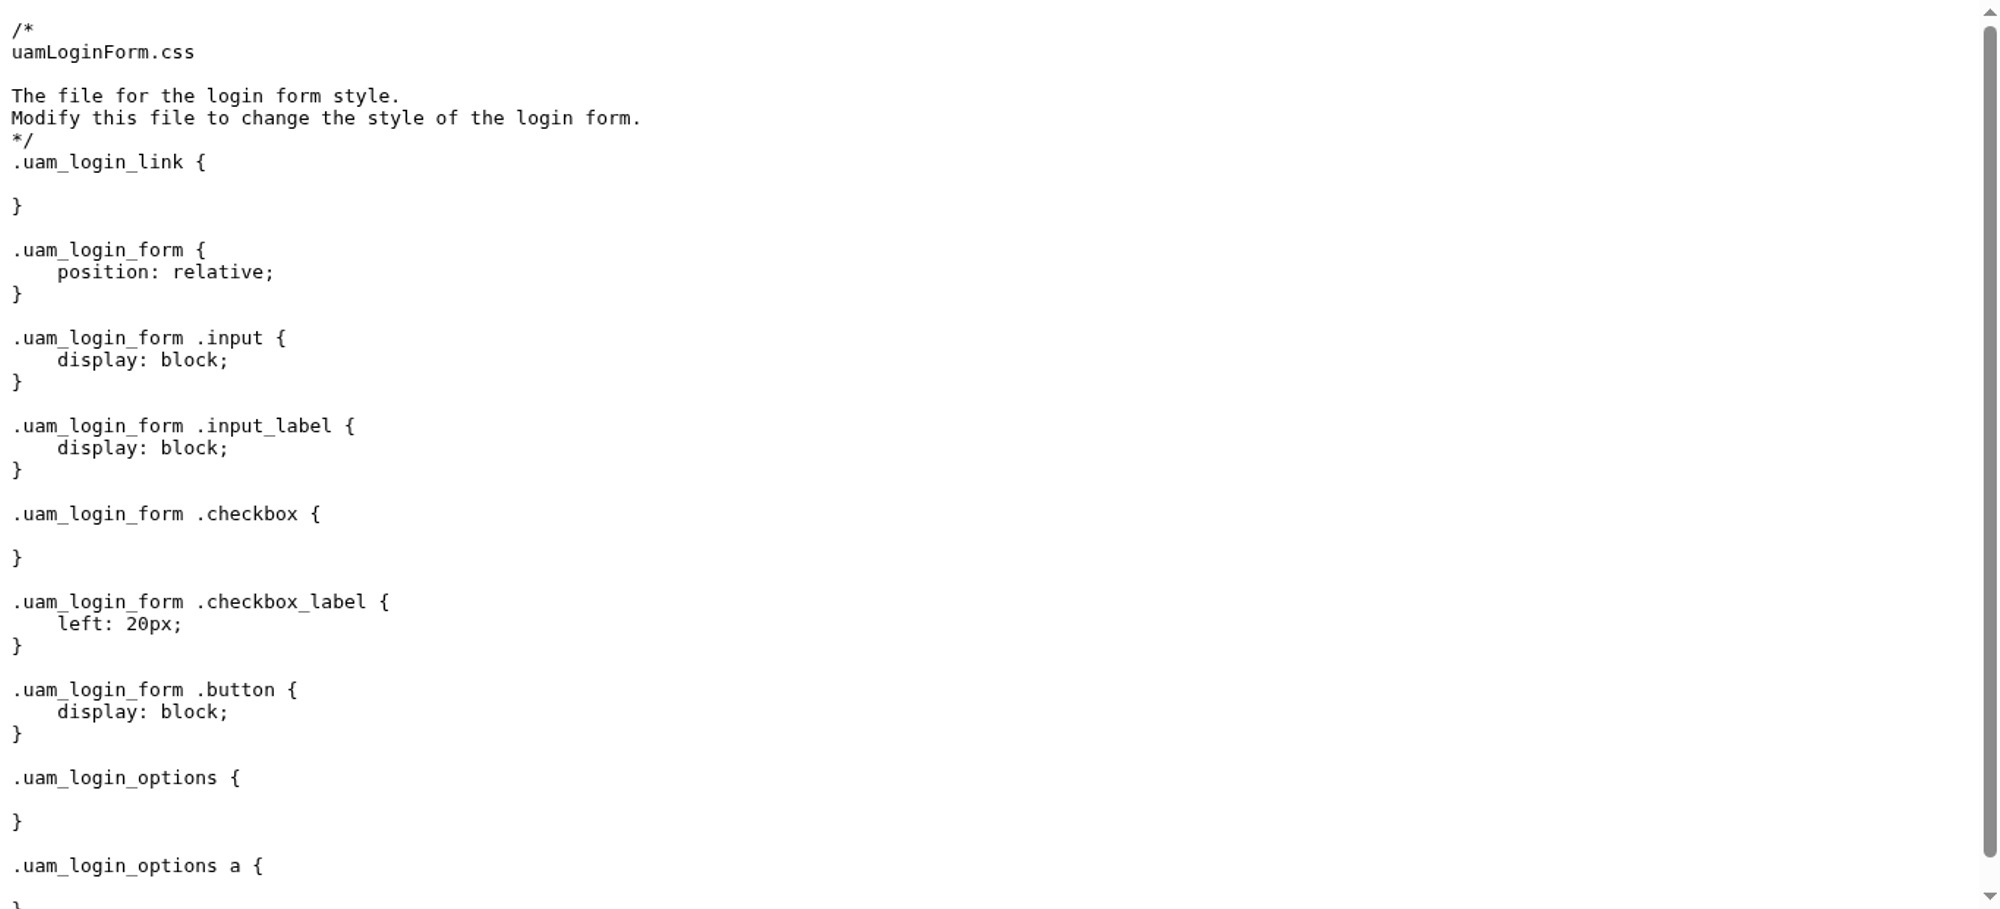 /*
uamLoginForm.css
The file for the login form style.
Modify this file to change the style of the login form.
*/
.uam_login_link {
}
.uam_login_form {
    position: relative;
}
.uam_login_form .input {
    display: block;
}
.uam_login_form .input_label {
    display: block;
}
.uam_login_form .checkbox {
}
.uam_login_form .checkbox_label {
    left: 20px;
}
.uam_login_form .button {
    display: block;
}
.uam_login_options {
}
.uam_login_options a {
}